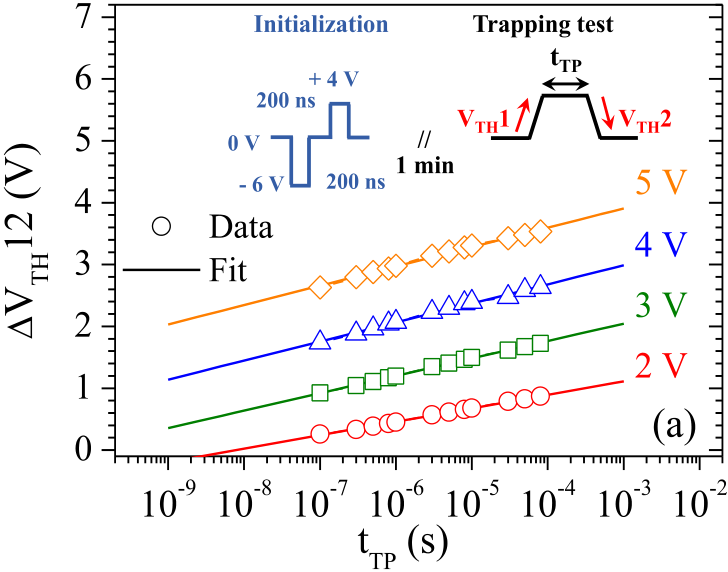 Initialization
Trapping test
+ 4 V
t_TP
200 ns
V_TH1
V_TH2
0 V
//
1 min
- 6 V
200 ns
7
6
5
4
3
2
1
0
ΔV_TH12 (V)
Data
Fit
5 V
4 V
3 V
2 V
(a)
10^-9 10^-8 10^-7 10^-6 10^-5 10^-4 10^-3 10^-2
t_TP (s)